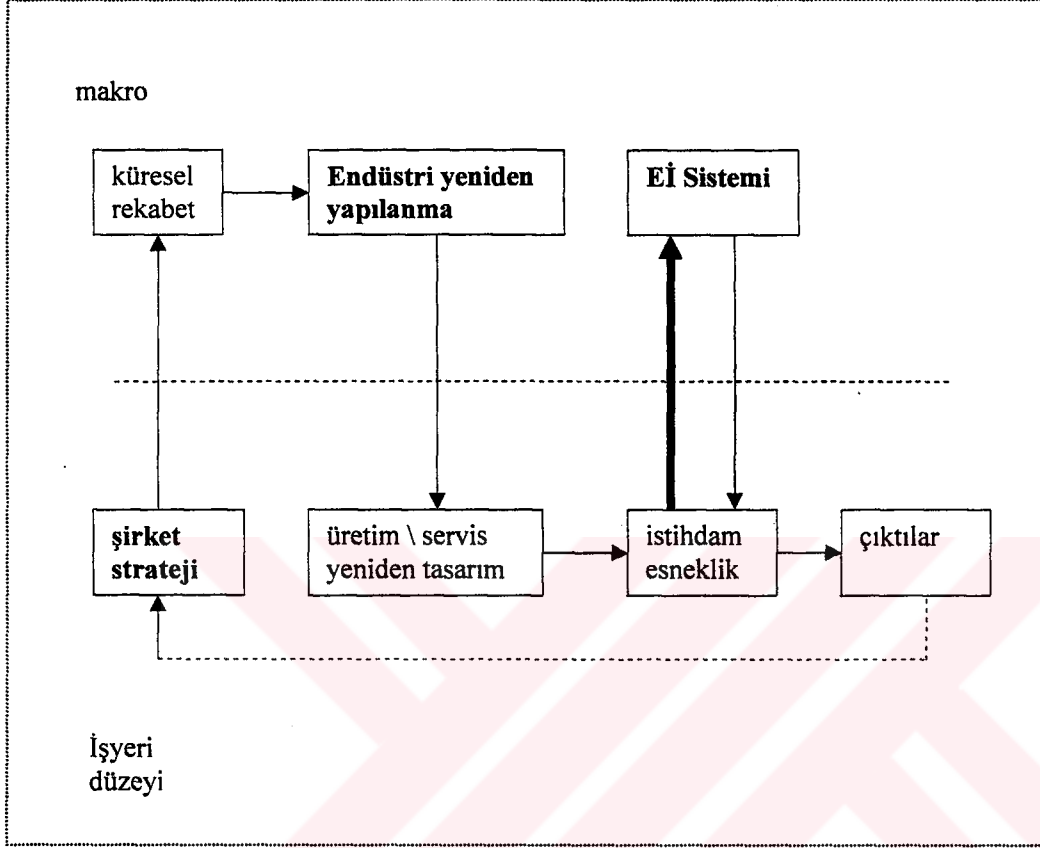 makro
küresel
rekabet
Endüstri yeniden
yapılanma
Eİ Sistemi
şirket
strateji
üretim \ servis
yeniden tasarım
istihdam
esneklik
çıktılar
İşyeri
düzeyi